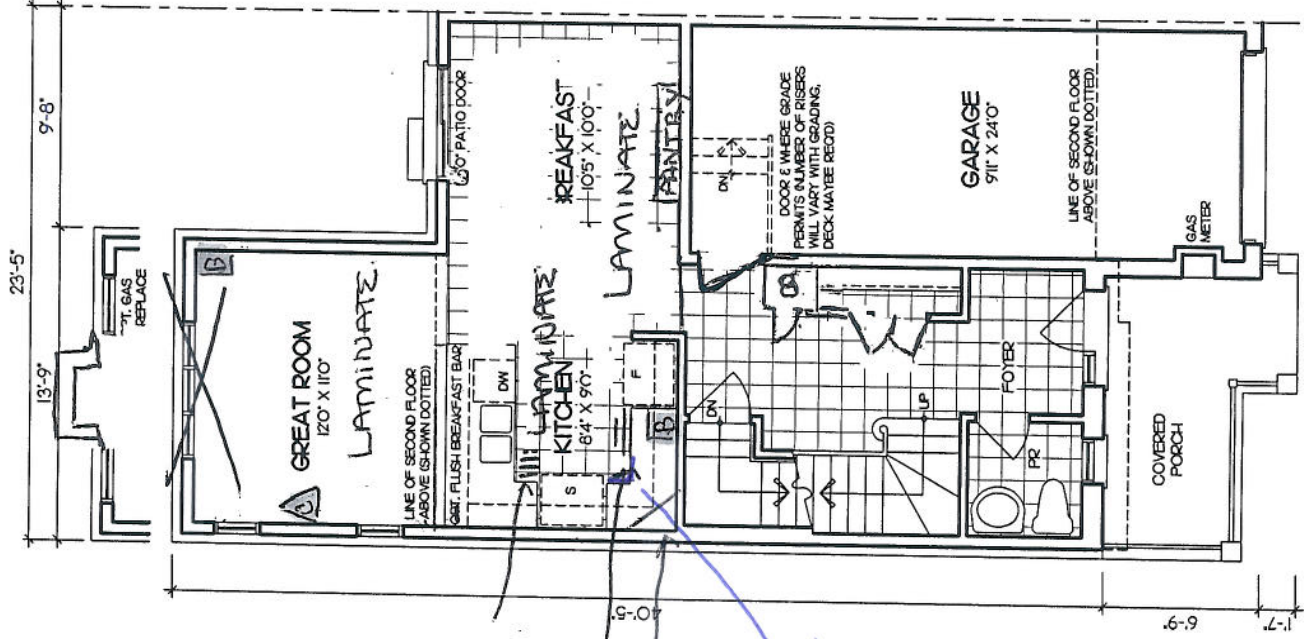 23'-5"
13'-9"
9'-8"
GAS
REPLACE
B
GREAT ROOM
12'0" X 11'0"
LAMINATE
LINE OF SECOND FLOOR
ABOVE (SHOWN DOTTED)
FLUSH BREAKFAST BAR
PATIO DOOR
DW
LAMINATE
KITCHEN
8'4" X 9'0"
S
F
B
BREAKFAST
10'5" X 10'0"
LAMINATE
PANTRY
DN
DOOR & WHERE GRADE
PERMITS (NUMBER OF RISERS
WILL VARY WITH GRADING,
DECK MAYBE REQ'D)
GARAGE
9'11" X 24'0"
LINE OF SECOND FLOOR
ABOVE (SHOWN DOTTED)
GAS
METER
DN
UP
FOYER
PR
COVERED
PORCH
40'-5"
6'-9"
1'-7"